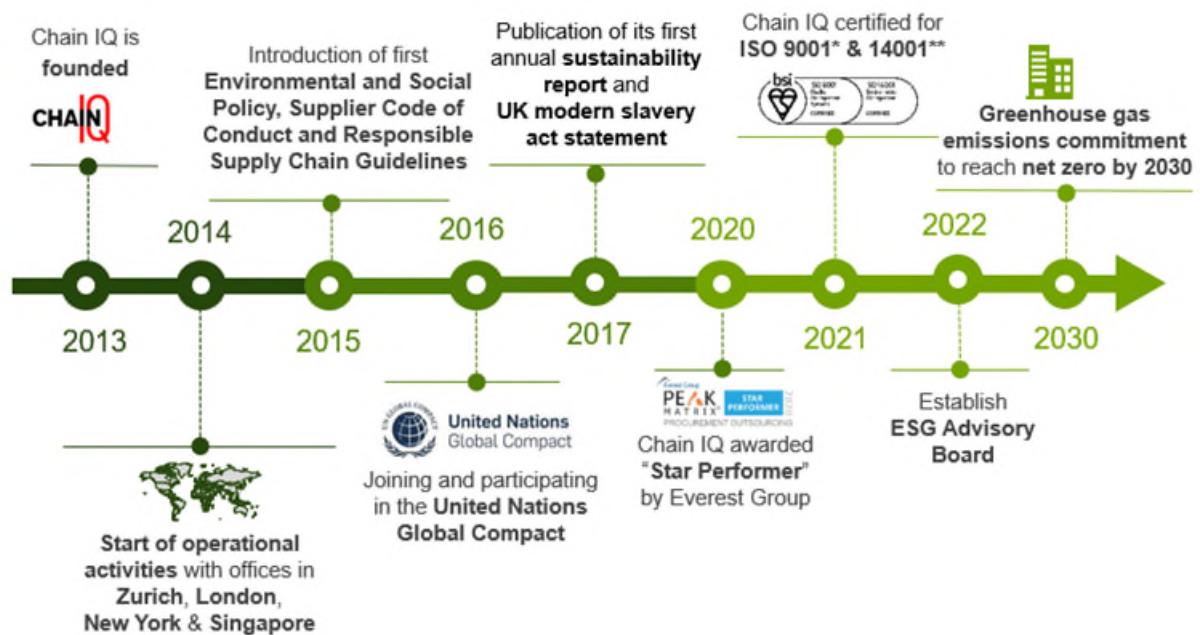 Chain IQ is
founded
CHAIN IQ
2013
2014
Start of operational
activities with offices in
Zurich, London,
New York & Singapore
Introduction of first
Environmental and Social
Policy, Supplier Code of
Conduct and Responsible
Supply Chain Guidelines
2015
2016
United Nations
Global Compact
Joining and participating
in the United Nations
Global Compact
Publication of its first
annual sustainability
report and
UK modern slavery
act statement
2017
2020
Everest Group
PEAK
MATRIX
STAR
PERFORMER
PROCUREMENT OUTSOURCING
Chain IQ awarded
"Star Performer"
by Everest Group
Chain IQ certified for
ISO 9001* & 14001**
bsi
2021
2022
Establish
ESG Advisory
Board
Greenhouse gas
emissions commitment
to reach net zero by 2030
2030